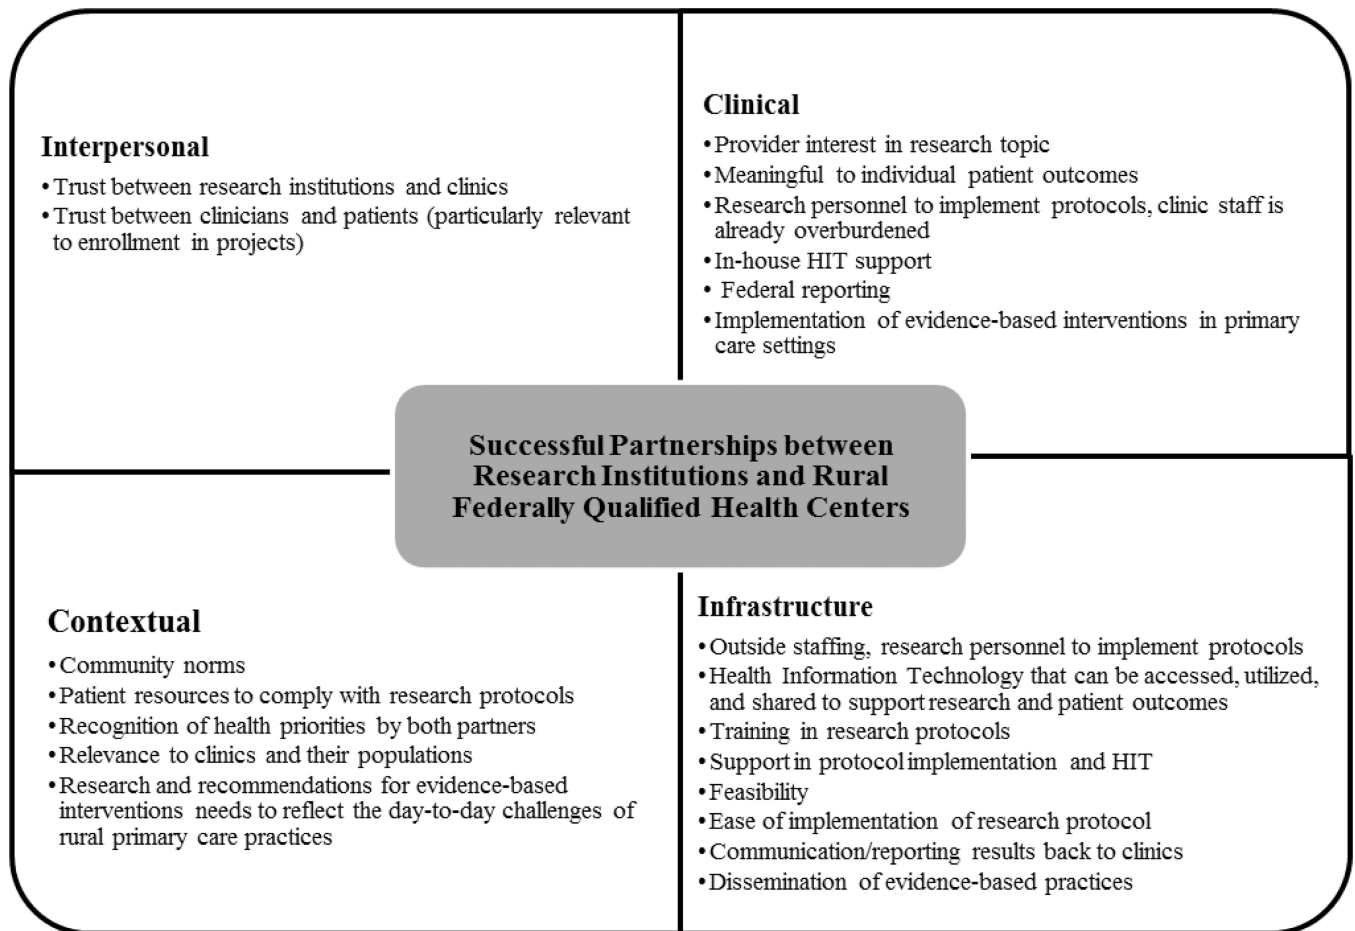 Interpersonal
• Trust between research institutions and clinics
• Trust between clinicians and patients (particularly relevant
to enrollment in projects)
Clinical
• Provider interest in research topic
• Meaningful to individual patient outcomes
• Research personnel to implement protocols, clinic staff is
already overburdened
• In-house HIT support
• Federal reporting
• Implementation of evidence-based interventions in primary
care settings
Successful Partnerships between
Research Institutions and Rural
Federally Qualified Health Centers
Contextual
• Community norms
• Patient resources to comply with research protocols
• Recognition of health priorities by both partners
• Relevance to clinics and their populations
• Research and recommendations for evidence-based
interventions needs to reflect the day-to-day challenges of
rural primary care practices
Infrastructure
• Outside staffing, research personnel to implement protocols
• Health Information Technology that can be accessed, utilized,
and shared to support research and patient outcomes
• Training in research protocols
• Support in protocol implementation and HIT
• Feasibility
• Ease of implementation of research protocol
• Communication/reporting results back to clinics
• Dissemination of evidence-based practices